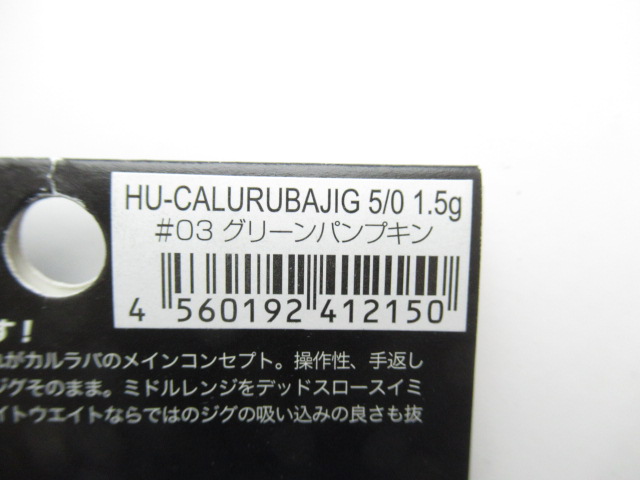 HU-CALURUBAJIG 5/0 1.5g
#03 グリーンパンプキン
4 560192 412150
す！
がカルラバのメインコンセプト。操作性、手返し
グそのまま。ミドルレンジをデッドスロースイミ
イトウエイトならではのジグの吸い込みの良さも抜